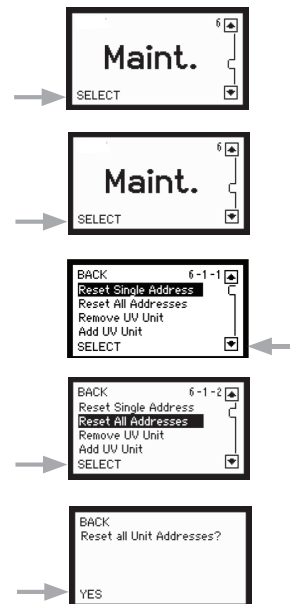 6
Maint.
SELECT
6
Maint.
SELECT
BACK 6-1-1
Reset Single Address
Reset All Addresses
Remove UV Unit
Add UV Unit
SELECT
BACK 6-1-2
Reset Single Address
Reset All Addresses
Remove UV Unit
Add UV Unit
SELECT
BACK
Reset all Unit Addresses?
YES